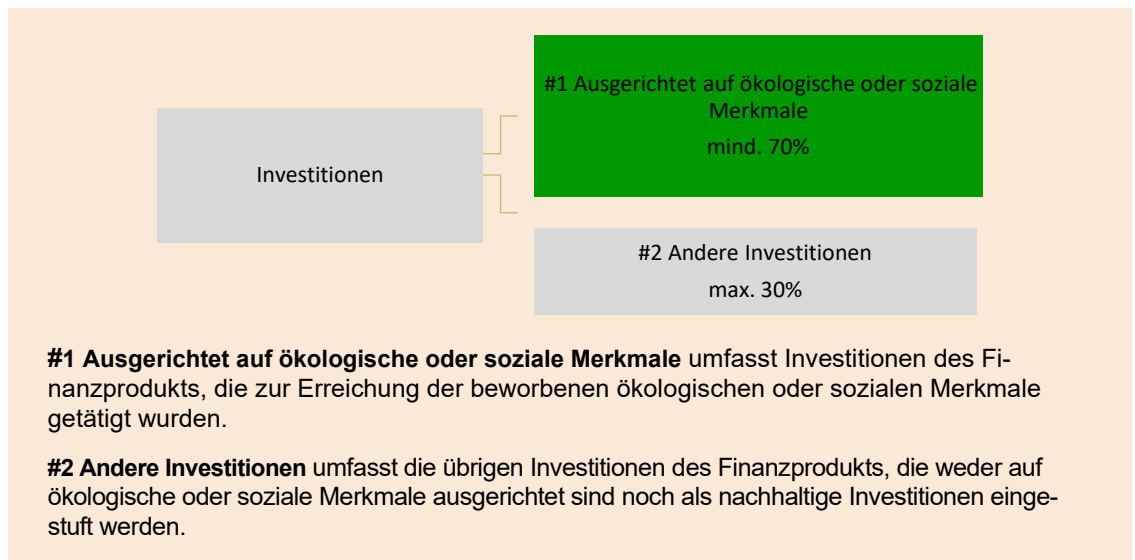 #1 Ausgerichtet auf ökologische oder soziale
Merkmale
mind. 70%
Investitionen
#2 Andere Investitionen
max. 30%
#1 Ausgerichtet auf ökologische oder soziale Merkmale umfasst Investitionen des Fi-
nanzprodukts, die zur Erreichung der beworbenen ökologischen oder sozialen Merkmale
getätigt wurden.
#2 Andere Investitionen umfasst die übrigen Investitionen des Finanzprodukts, die weder auf
ökologische oder soziale Merkmale ausgerichtet sind noch als nachhaltige Investitionen einge-
stuft werden.